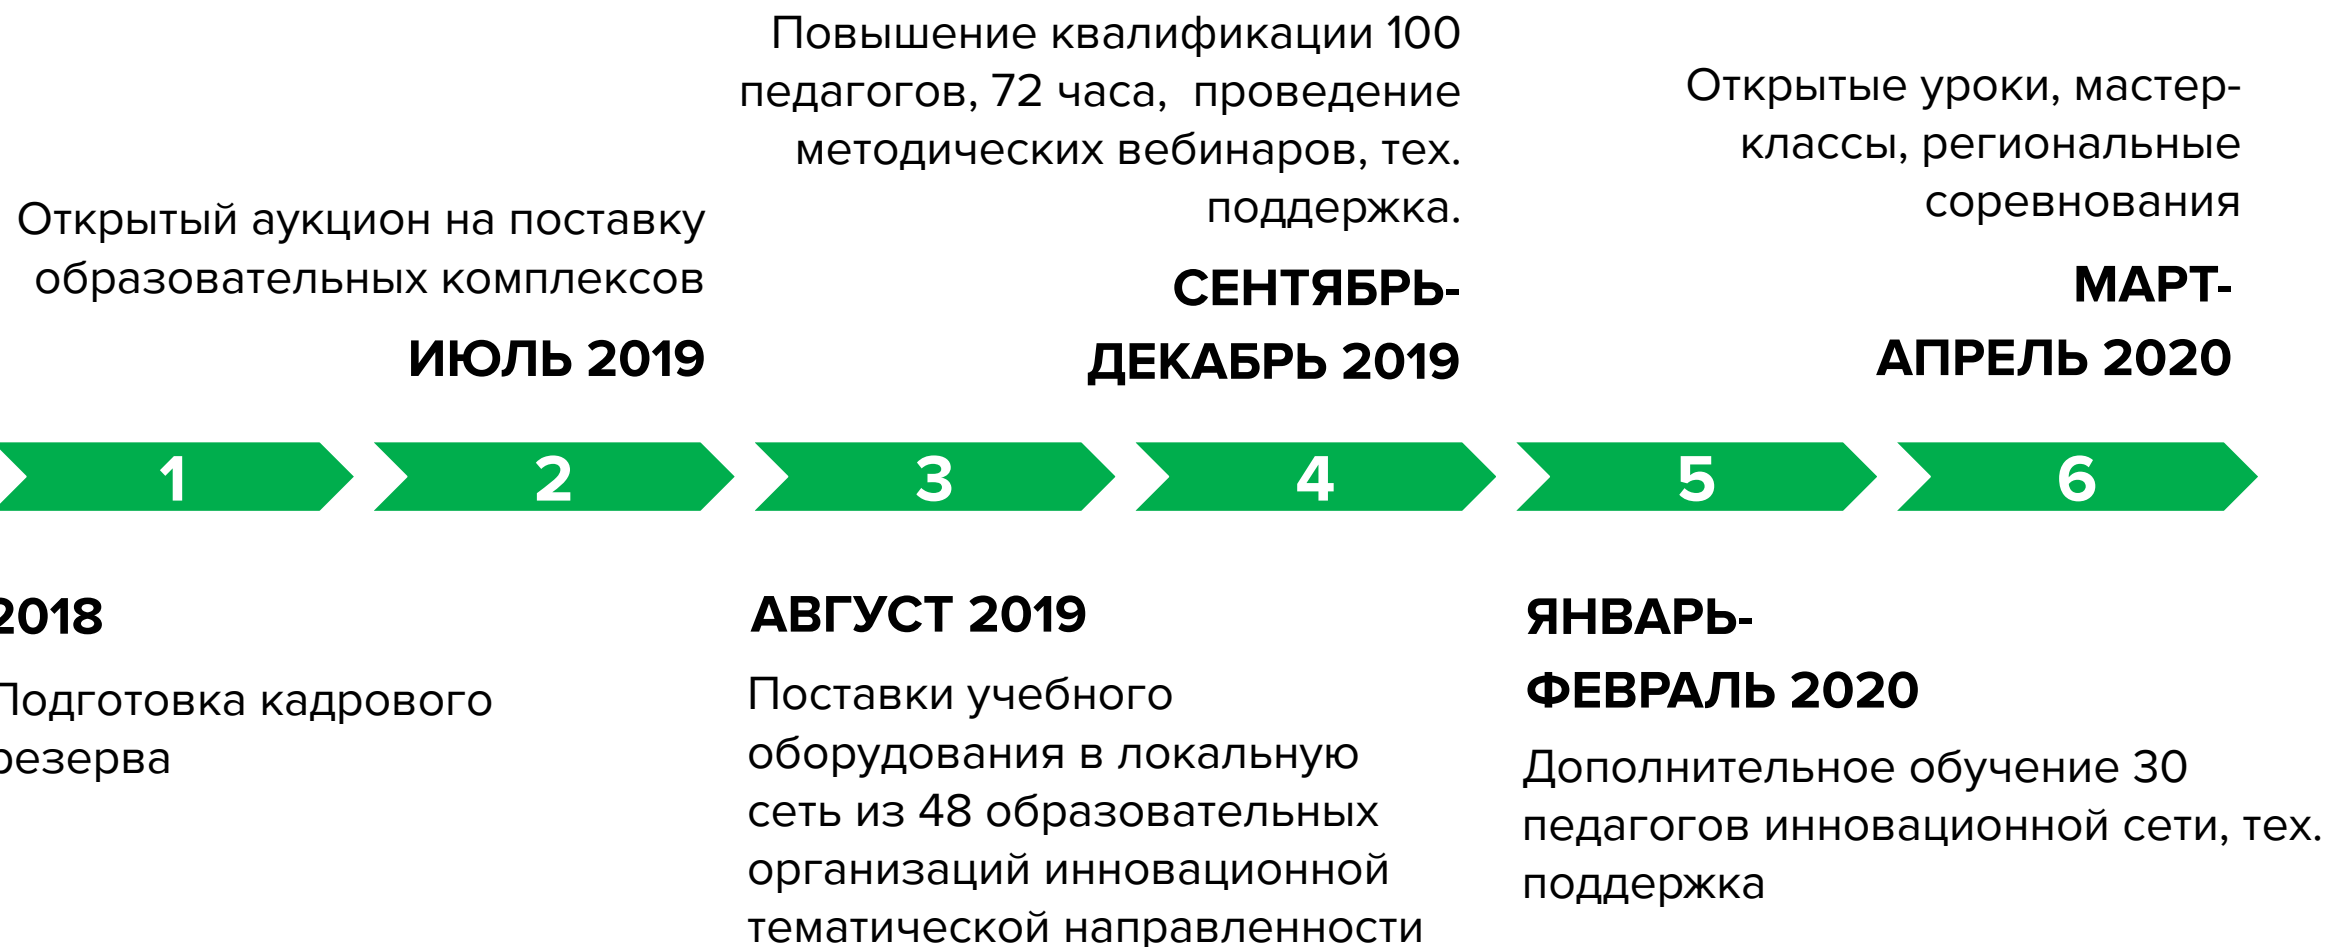 Повышение квалификации 100
педагогов, 72 часа, проведение
методических вебинаров, тех.
поддержка.
СЕНТЯБРЬ-
ДЕКАБРЬ 2019
Открытые уроки, мастер-
классы, региональные
соревнования
МАРТ-
АПРЕЛЬ 2020
Открытый аукцион на поставку
образовательных комплексов
ИЮЛЬ 2019
1
2
3
4
5
6
2018
Подготовка кадрового
резерва
АВГУСТ 2019
Поставки учебного
оборудования в локальную
сеть из 48 образовательных
организаций инновационной
тематической направленности
ЯНВАРЬ-
ФЕВРАЛЬ 2020
Дополнительное обучение 30
педагогов инновационной сети, тех.
поддержка